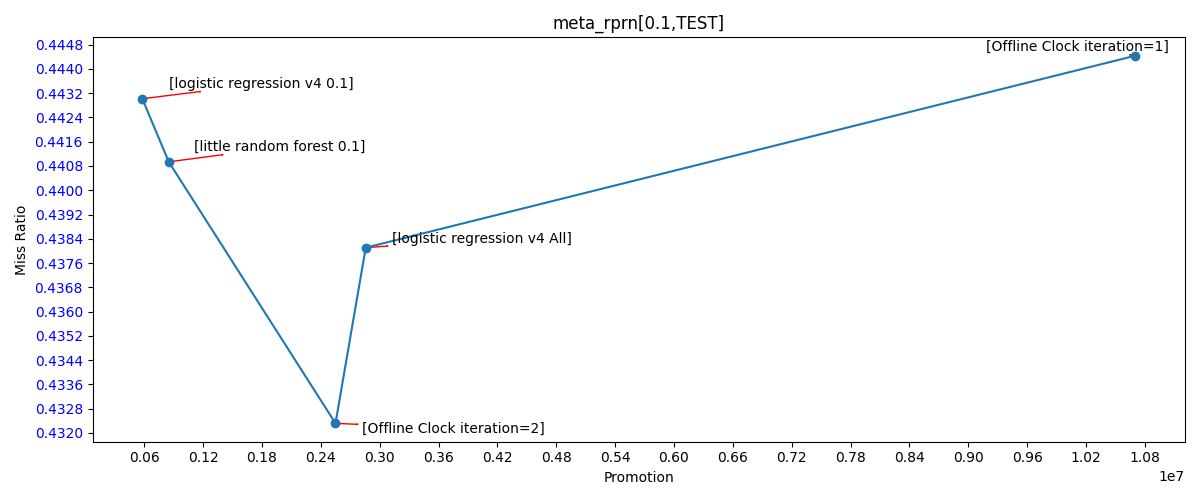 meta_rprn[0.1,TEST]
Miss Ratio
0.4448
0.4440
0.4432
0.4424
0.4416
0.4408
0.4400
0.4392
0.4384
0.4376
0.4368
0.4360
0.4352
0.4344
0.4336
0.4328
0.4320
[Offline Clock iteration=1]
[logistic regression v4 0.1]
[little random forest 0.1]
[logistic regression v4 All]
[Offline Clock iteration=2]
0.06 0.12 0.18 0.24 0.30 0.36 0.42 0.48 0.54 0.60 0.66 0.72 0.78 0.84 0.90 0.96 1.02 1.08
1e7
Promotion